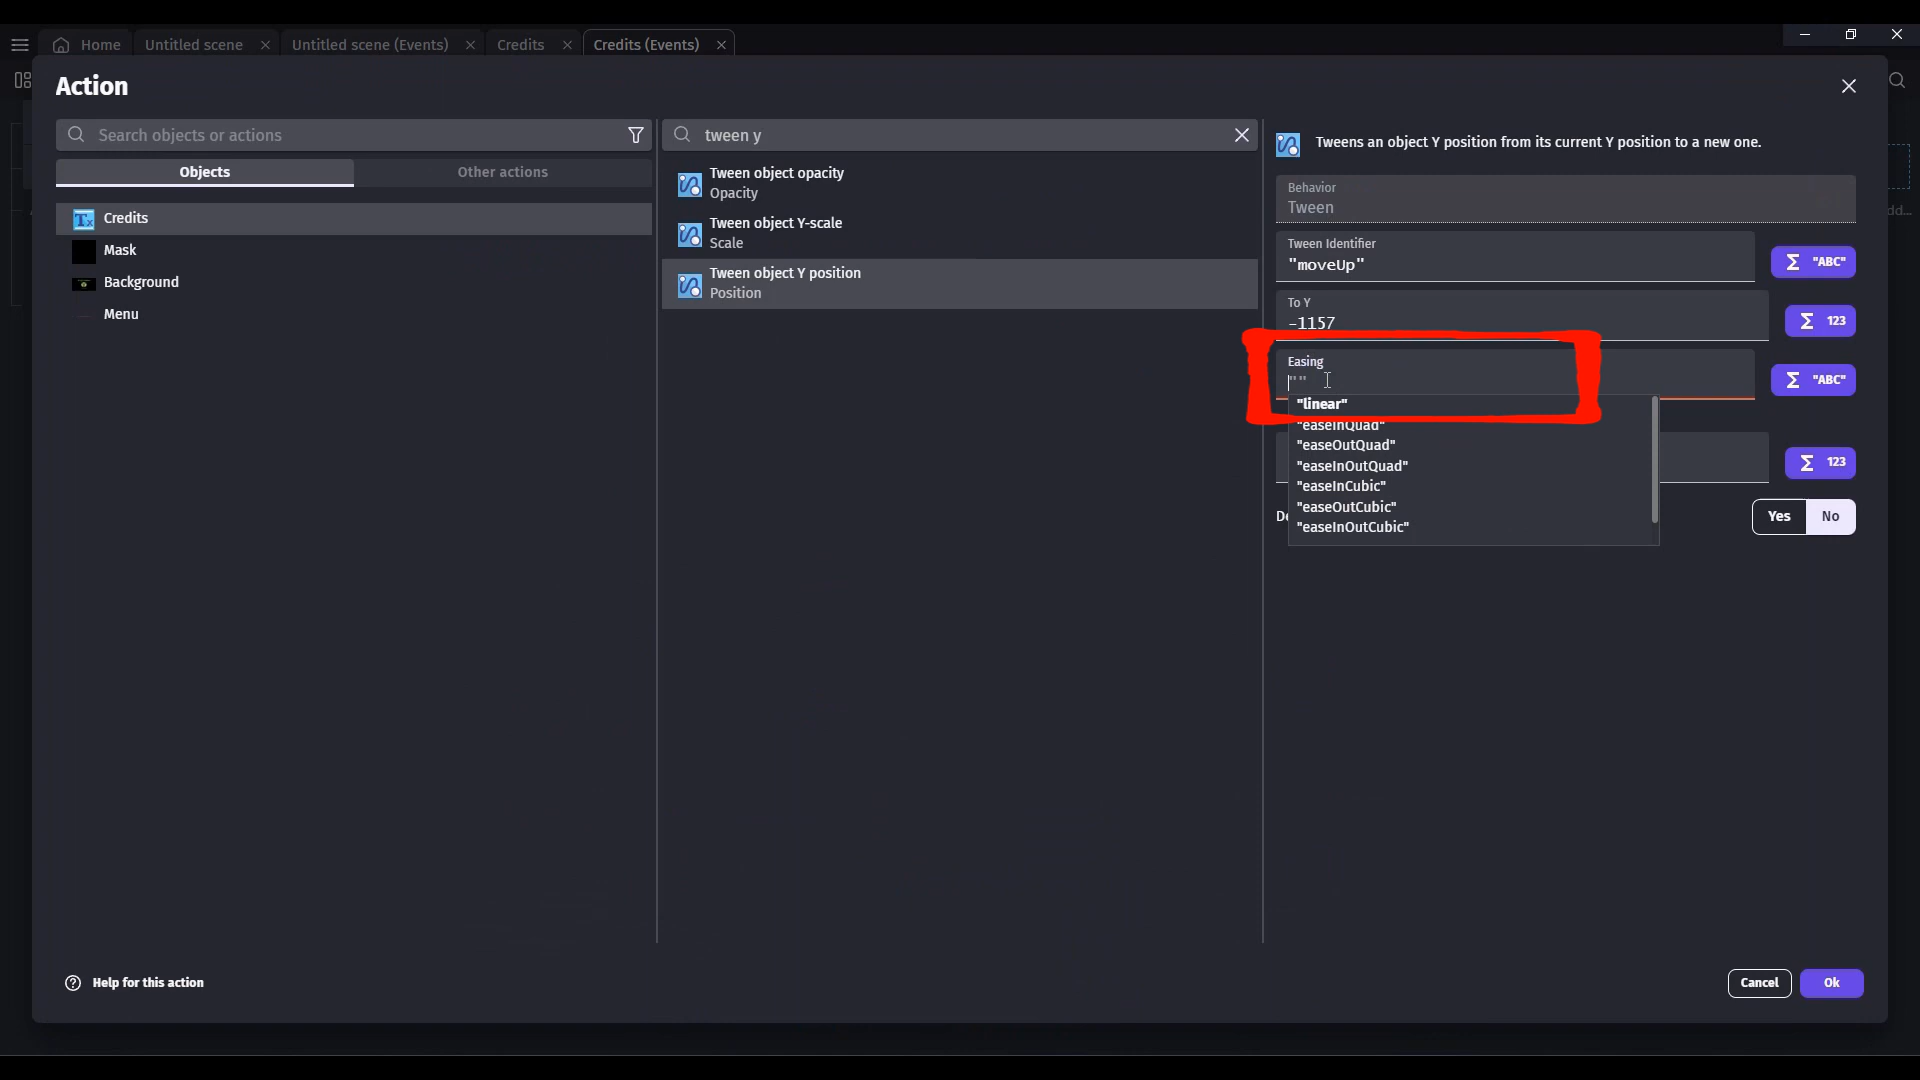 Home
Untitled scene
Untitled scene (Events)
Credits
Credits (Events)
Action
Search objects or actions
Objects
Other actions
Credits
Mask
Background
Menu
tween y
Tween object opacity
Opacity
Tween object Y-scale
Scale
Tween object Y position
Position
Tweens an object Y position from its current Y position to a new one.
Behavior
Tween
Tween Identifier
"moveUp"
"ABC"
To Y
-1157
123
Easing
""
"ABC"
"linear"
"easeInQuad"
"easeOutQuad"
"easeInOutQuad"
"easeInCubic"
"easeOutCubic"
"easeInOutCubic"
123
Yes
No
Help for this action
Cancel
Ok